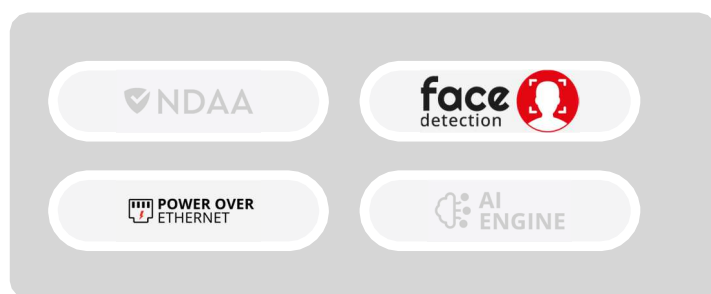 NDAA
face
detection
POWER OVER
ETHERNET
AI
ENGINE